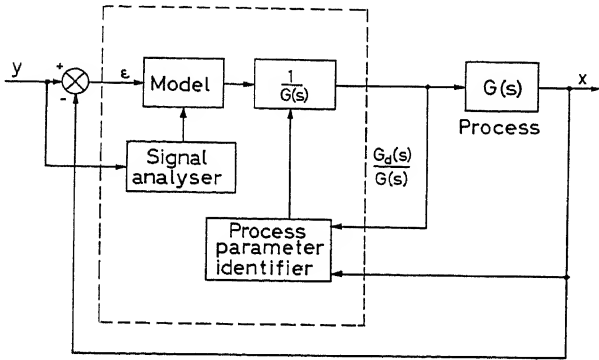 y
+
-
ε
Model
1
G(s)
G(s)
Process
x
Signal
analyser
G_d(s)
G(s)
Process
parameter
identifier